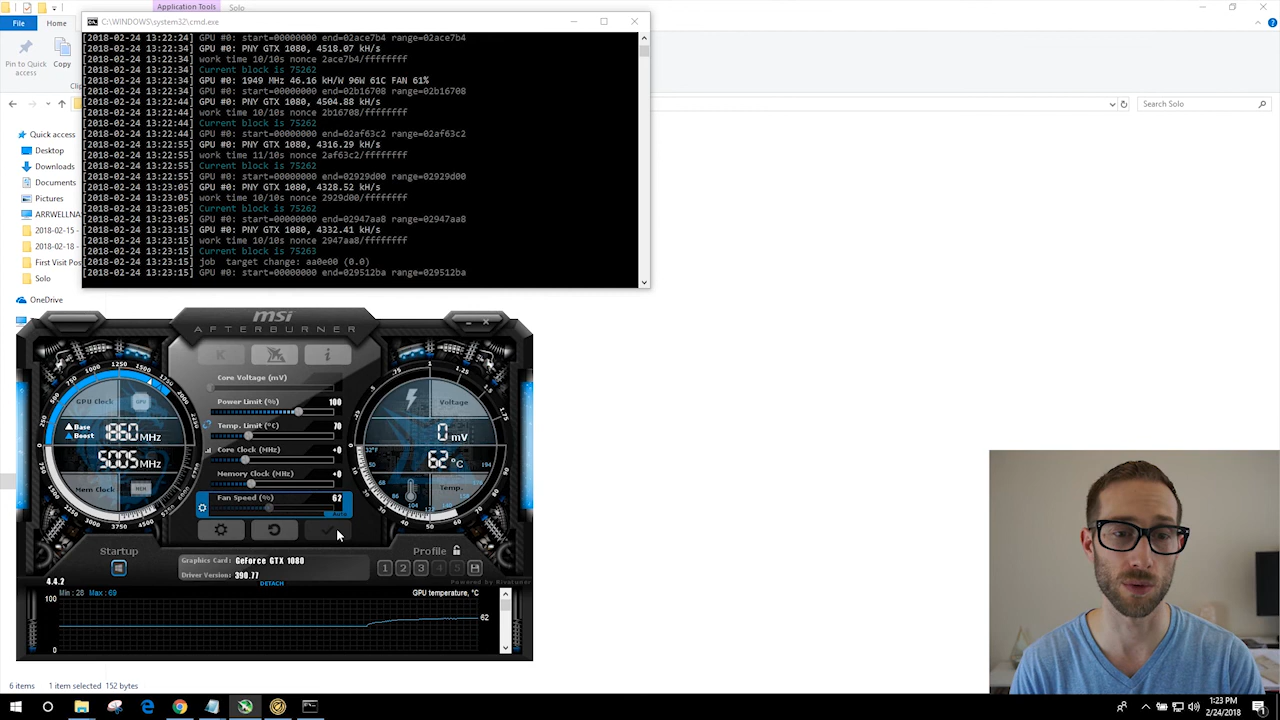 Application Tools
Solo
File
Home
C:\WINDOWS\system32\cmd.exe
Pin to Quick access
Copy
Clip
Search Solo
[2018-02-24 13:22:24] GPU #0: start=00000000 end=02ace7b4 range=02ace7b4
[2018-02-24 13:22:34] GPU #0: PNY GTX 1080, 4518.07 kH/s
[2018-02-24 13:22:34] work time 10/10s nonce 2ace7b4/ffffffff
[2018-02-24 13:22:34] Current block is 75262
[2018-02-24 13:22:34] GPU #0: 1949 MHz 46.16 kH/W 96W 61C FAN 61%
[2018-02-24 13:22:34] GPU #0: start=00000000 end=02b16708 range=02b16708
[2018-02-24 13:22:44] GPU #0: PNY GTX 1080, 4504.88 kH/s
[2018-02-24 13:22:44] work time 10/10s nonce 2b16708/ffffffff
[2018-02-24 13:22:44] Current block is 75262
[2018-02-24 13:22:44] GPU #0: start=00000000 end=02af63c2 range=02af63c2
[2018-02-24 13:22:55] GPU #0: PNY GTX 1080, 4316.29 kH/s
[2018-02-24 13:22:55] work time 11/10s nonce 2af63c2/ffffffff
[2018-02-24 13:22:55] Current block is 75262
[2018-02-24 13:22:55] GPU #0: start=00000000 end=02929d00 range=02929d00
[2018-02-24 13:23:05] GPU #0: PNY GTX 1080, 4328.52 kH/s
[2018-02-24 13:23:05] work time 10/10s nonce 2929d00/ffffffff
[2018-02-24 13:23:05] Current block is 75262
[2018-02-24 13:23:05] GPU #0: start=00000000 end=02947aa8 range=02947aa8
[2018-02-24 13:23:15] GPU #0: PNY GTX 1080, 4332.41 kH/s
[2018-02-24 13:23:15] work time 10/10s nonce 2947aa8/ffffffff
[2018-02-24 13:23:15] Current block is 75263
[2018-02-24 13:23:15] job  target change: aa0e00 (0.0)
[2018-02-24 13:23:15] GPU #0: start=00000000 end=029512ba range=029512ba
Quick access
Desktop
Downloads
Documents
Pictures
ARRWELLNAS
2018-02-15 -
2018-02-18 -
First Visit Pos
Solo
OneDrive
msi
AFTERBURNER
K
i
GPU Clock
GPU
Base
Boost
1860 MHz
5005 MHz
Mem Clock
MEM
Core Voltage (mV)
Power Limit (%) 100
Temp. Limit (°C) 70
Core Clock (MHz) +0
Memory Clock (MHz) +0
Fan Speed (%) 62
Auto
Voltage
0 mV
62 °C
Temp.
Startup
Graphics Card: GeForce GTX 1080
Driver Version: 390.77
DETACH
Profile
1 2 3 4 5
Powered by Rivatuner
4.4.2
100
Min : 28 Max : 69
GPU temperature, °C
62
0
6 items
1 item selected 152 bytes
1:23 PM
2/24/2018